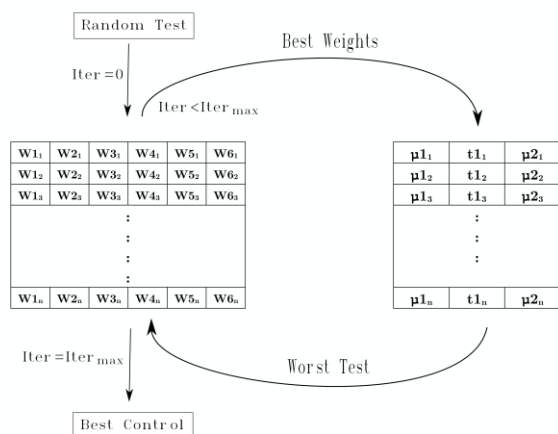 Random Test
Iter=0
Best Weights
Iter<Iter max
W1₁ W2₁ W3₁ W4₁ W5₁ W6₁
W1₂ W2₂ W3₂ W4₂ W5₂ W6₂
W1₃ W2₃ W3₃ W4₃ W5₃ W6₃
W1ₙ W2ₙ W3ₙ W4ₙ W5ₙ W6ₙ
μ1₁ t1₁ μ2₁
μ1₂ t1₂ μ2₂
μ1₃ t1₃ μ2₃
μ1ₙ t1ₙ μ2ₙ
Iter=Iter max
Worst Test
Best Control